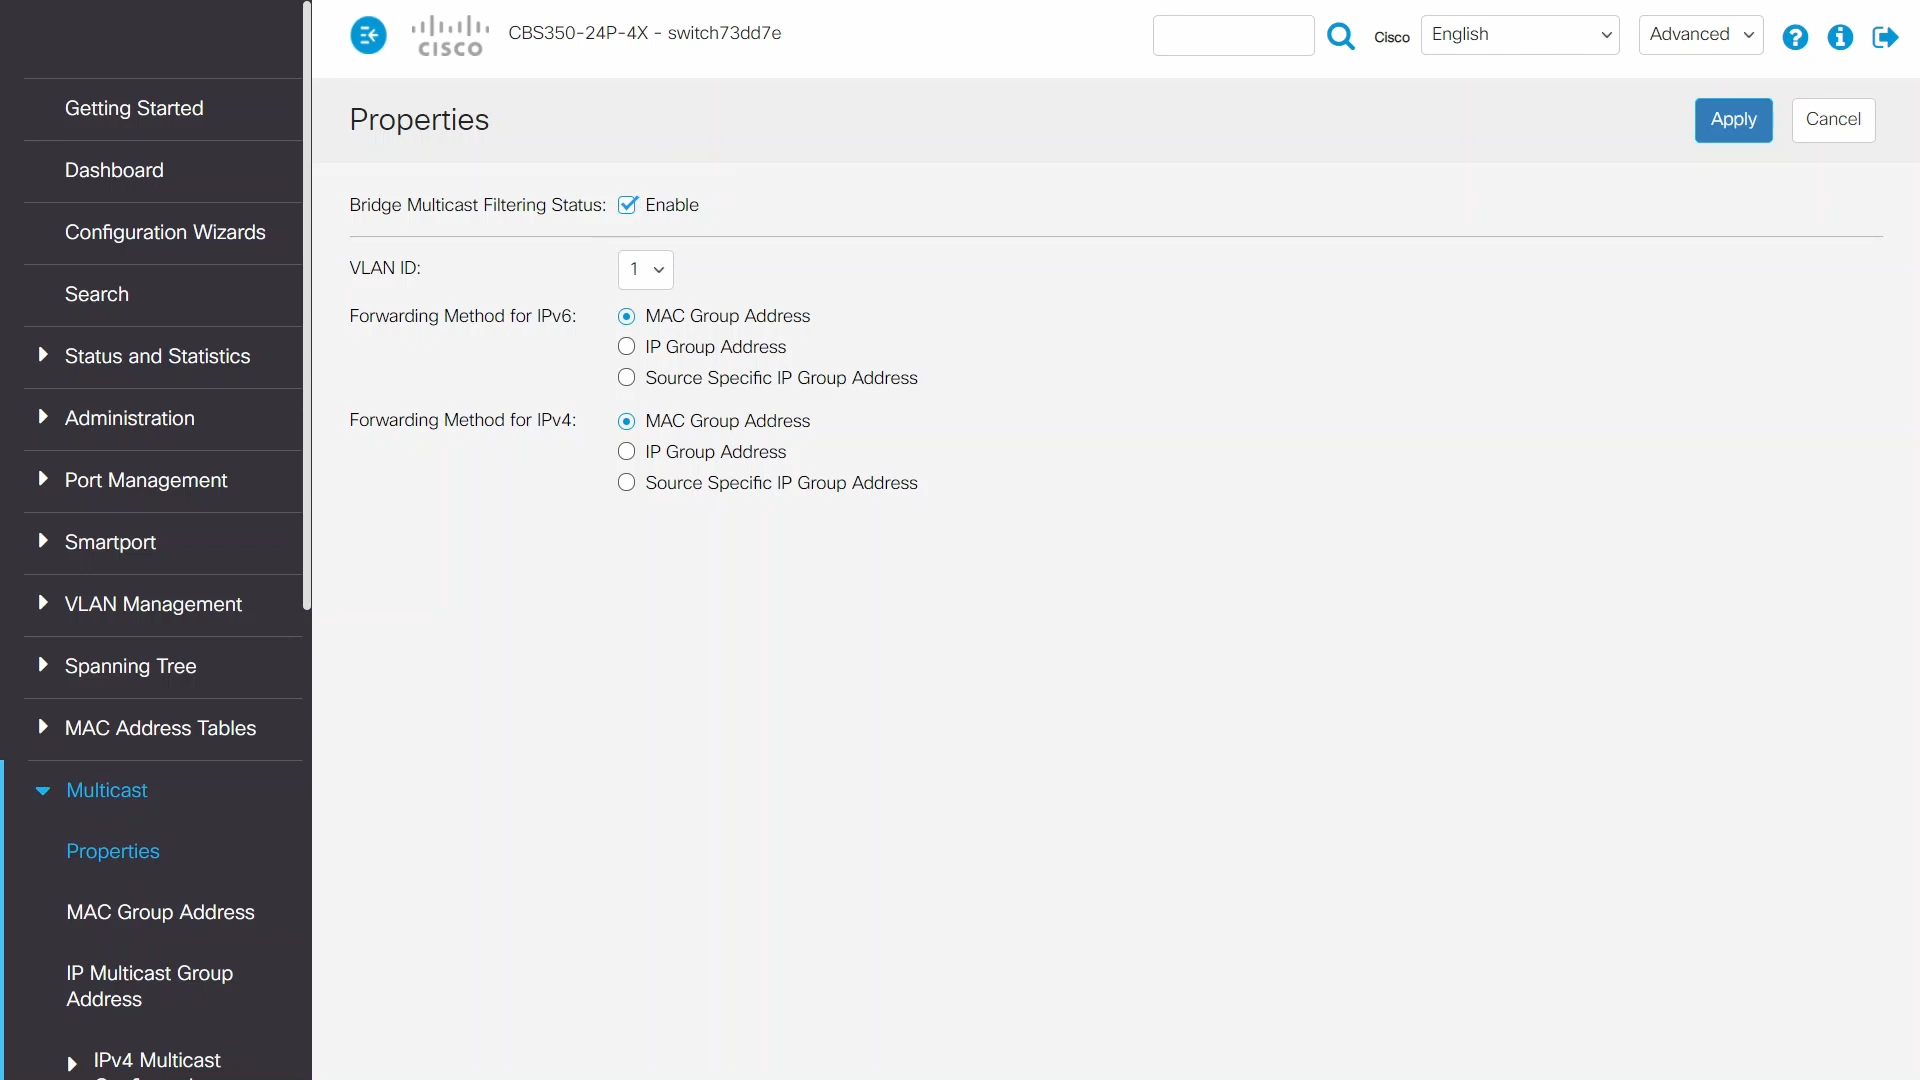 CISCO
CBS350-24P-4X - switch73dd7e
Cisco
English
Advanced
Getting Started
Dashboard
Configuration Wizards
Search
Status and Statistics
Administration
Port Management
Smartport
VLAN Management
Spanning Tree
MAC Address Tables
Multicast
Properties
MAC Group Address
IP Multicast Group
Address
IPv4 Multicast
Properties
Apply
Cancel
Bridge Multicast Filtering Status: Enable
VLAN ID: 1
Forwarding Method for IPv6: MAC Group Address
IP Group Address
Source Specific IP Group Address
Forwarding Method for IPv4: MAC Group Address
IP Group Address
Source Specific IP Group Address